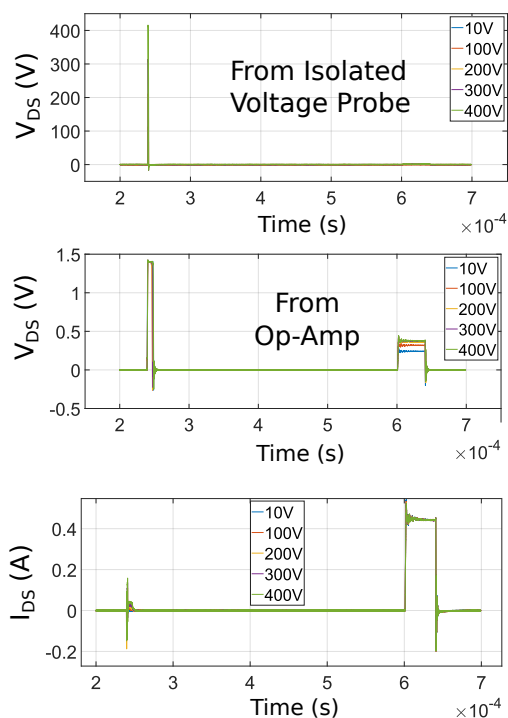 400
300
200
100
0
V_DS (V)
From Isolated
Voltage Probe
10V
100V
200V
300V
400V
2 3 4 5 6 7
Time (s)
×10⁻⁴
1.5
1.0
0.5
0
-0.5
V_DS (V)
From
Op-Amp
10V
100V
200V
300V
400V
2 3 4 5 6 7
Time (s)
×10⁻⁴
0.4
0.2
0
-0.2
I_DS (A)
10V
100V
200V
300V
400V
2 3 4 5 6 7
Time (s)
×10⁻⁴